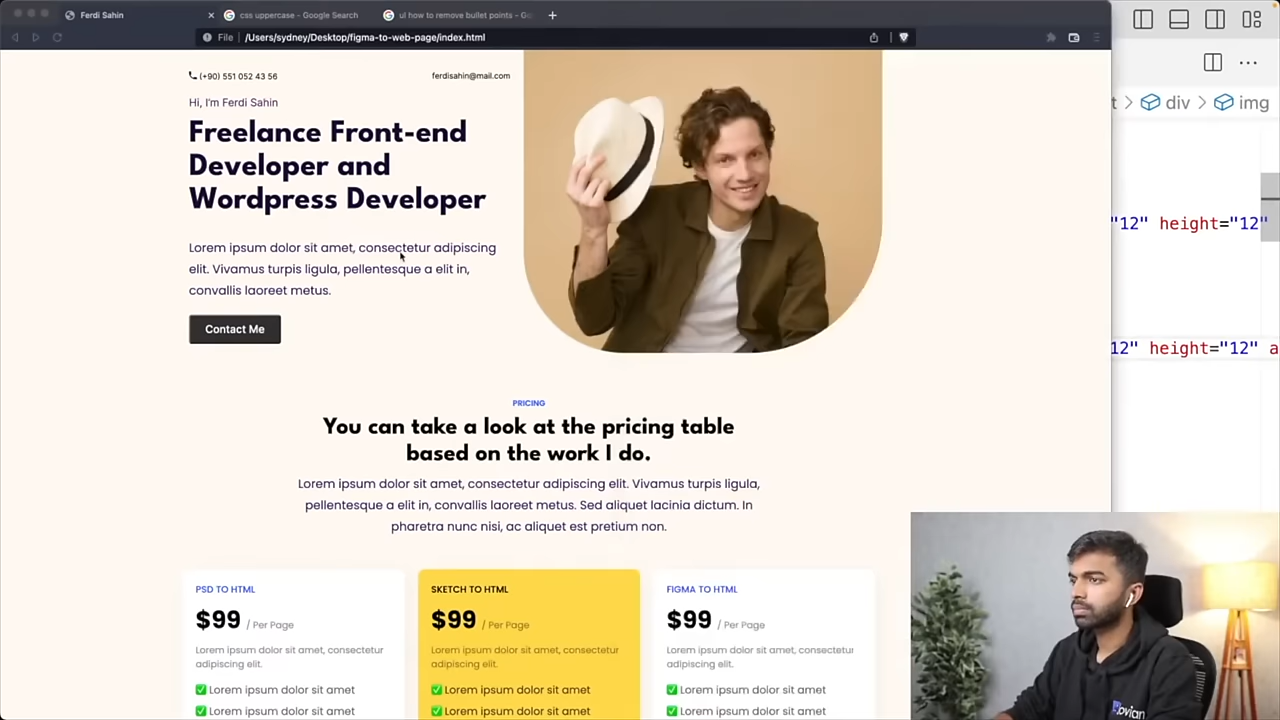 Ferdi Sahin
css uppercase - Google Search
ul how to remove bullet points - Go
File
/Users/sydney/Desktop/figma-to-web-page/index.html
(+90) 551 052 43 56
ferdisahin@mail.com
Hi, I'm Ferdi Sahin
Freelance Front-end
Developer and
Wordpress Developer
Lorem ipsum dolor sit amet, consectetur adipiscing
elit. Vivamus turpis ligula, pellentesque a elit in,
convallis laoreet metus.
Contact Me
PRICING
You can take a look at the pricing table
based on the work I do.
Lorem ipsum dolor sit amet, consectetur adipiscing elit. Vivamus turpis ligula,
pellentesque a elit in, convallis laoreet metus. Sed aliquet lacinia dictum. In
pharetra nunc nisi, ac aliquet est pretium non.
PSD TO HTML
$99 / Per Page
Lorem ipsum dolor sit amet, consectetur
adipiscing elit.
Lorem ipsum dolor sit amet
Lorem ipsum dolor sit amet
SKETCH TO HTML
$99 / Per Page
Lorem ipsum dolor sit amet, consectetur
adipiscing elit.
Lorem ipsum dolor sit amet
Lorem ipsum dolor sit amet
FIGMA TO HTML
$99 / Per Page
Lorem ipsum dolor sit amet, consectetur
adipiscing elit.
Lorem ipsum dolor sit amet
Lorem ipsum dolor sit amet
t > div > img
"12" height="12"
12" height="12" a